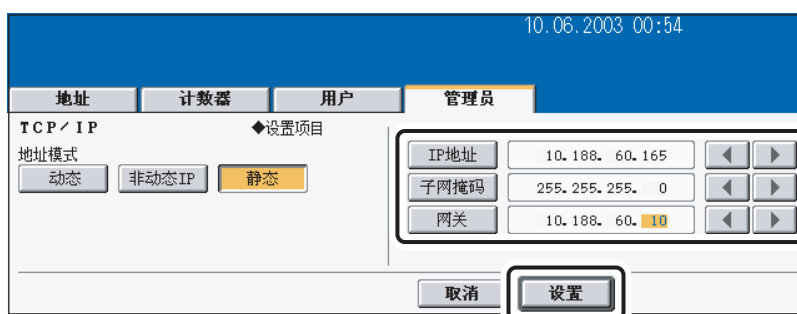 10.06.2003 00:54
地址 计数器 用户 管理员
TCP/IP ◆设置项目
地址模式
动态 非动态IP 静态
IP地址 10.188. 60.165
子网掩码 255.255.255. 0
网关 10.188. 60. 10
取消 设置